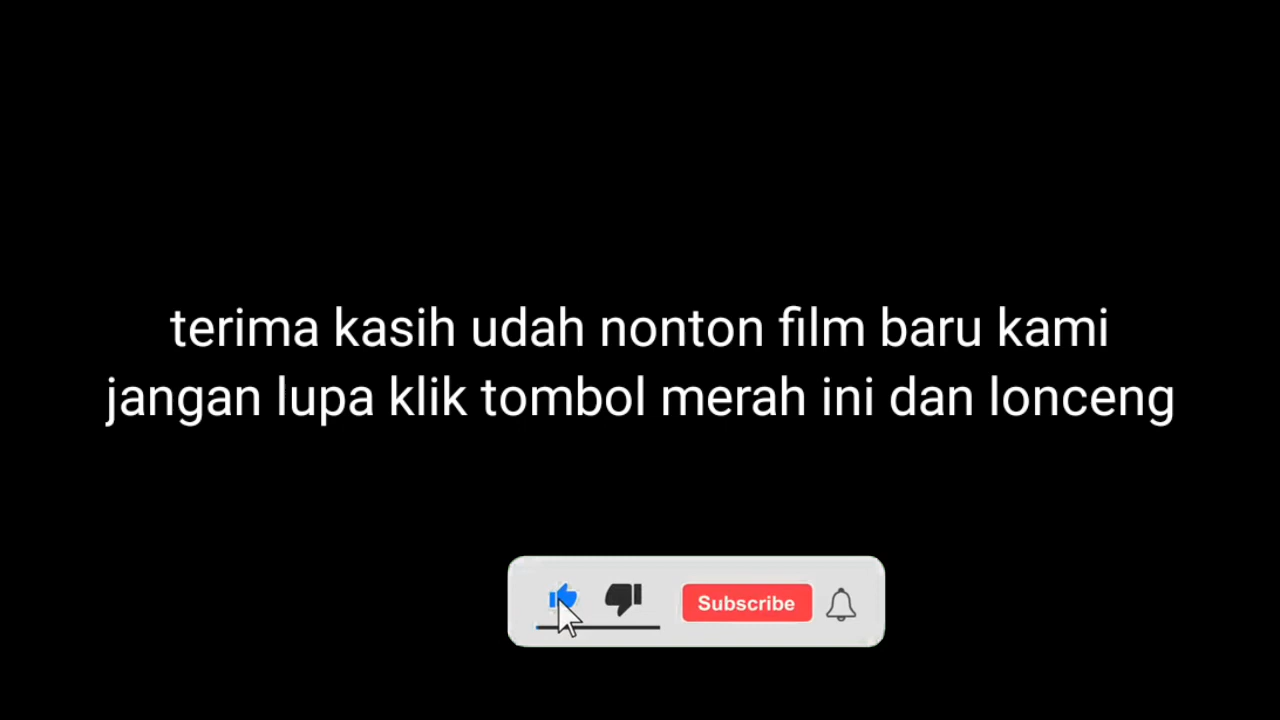 terima kasih udah nonton film baru kami
jangan lupa klik tombol merah ini dan lonceng
Subscribe